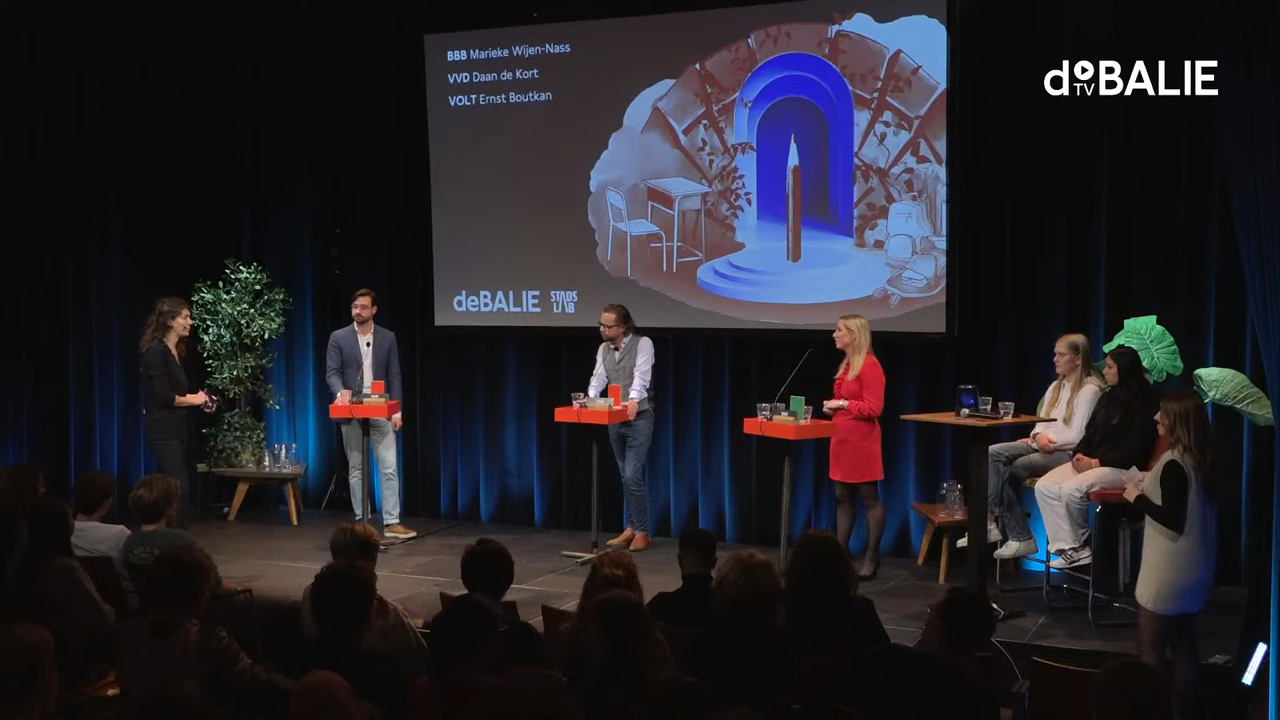 BBB Marieke Wijen-Nass
VVD Daan de Kort
VOLT Ernst Boutkan
deBALIE STADS LAB
deBALIE TV